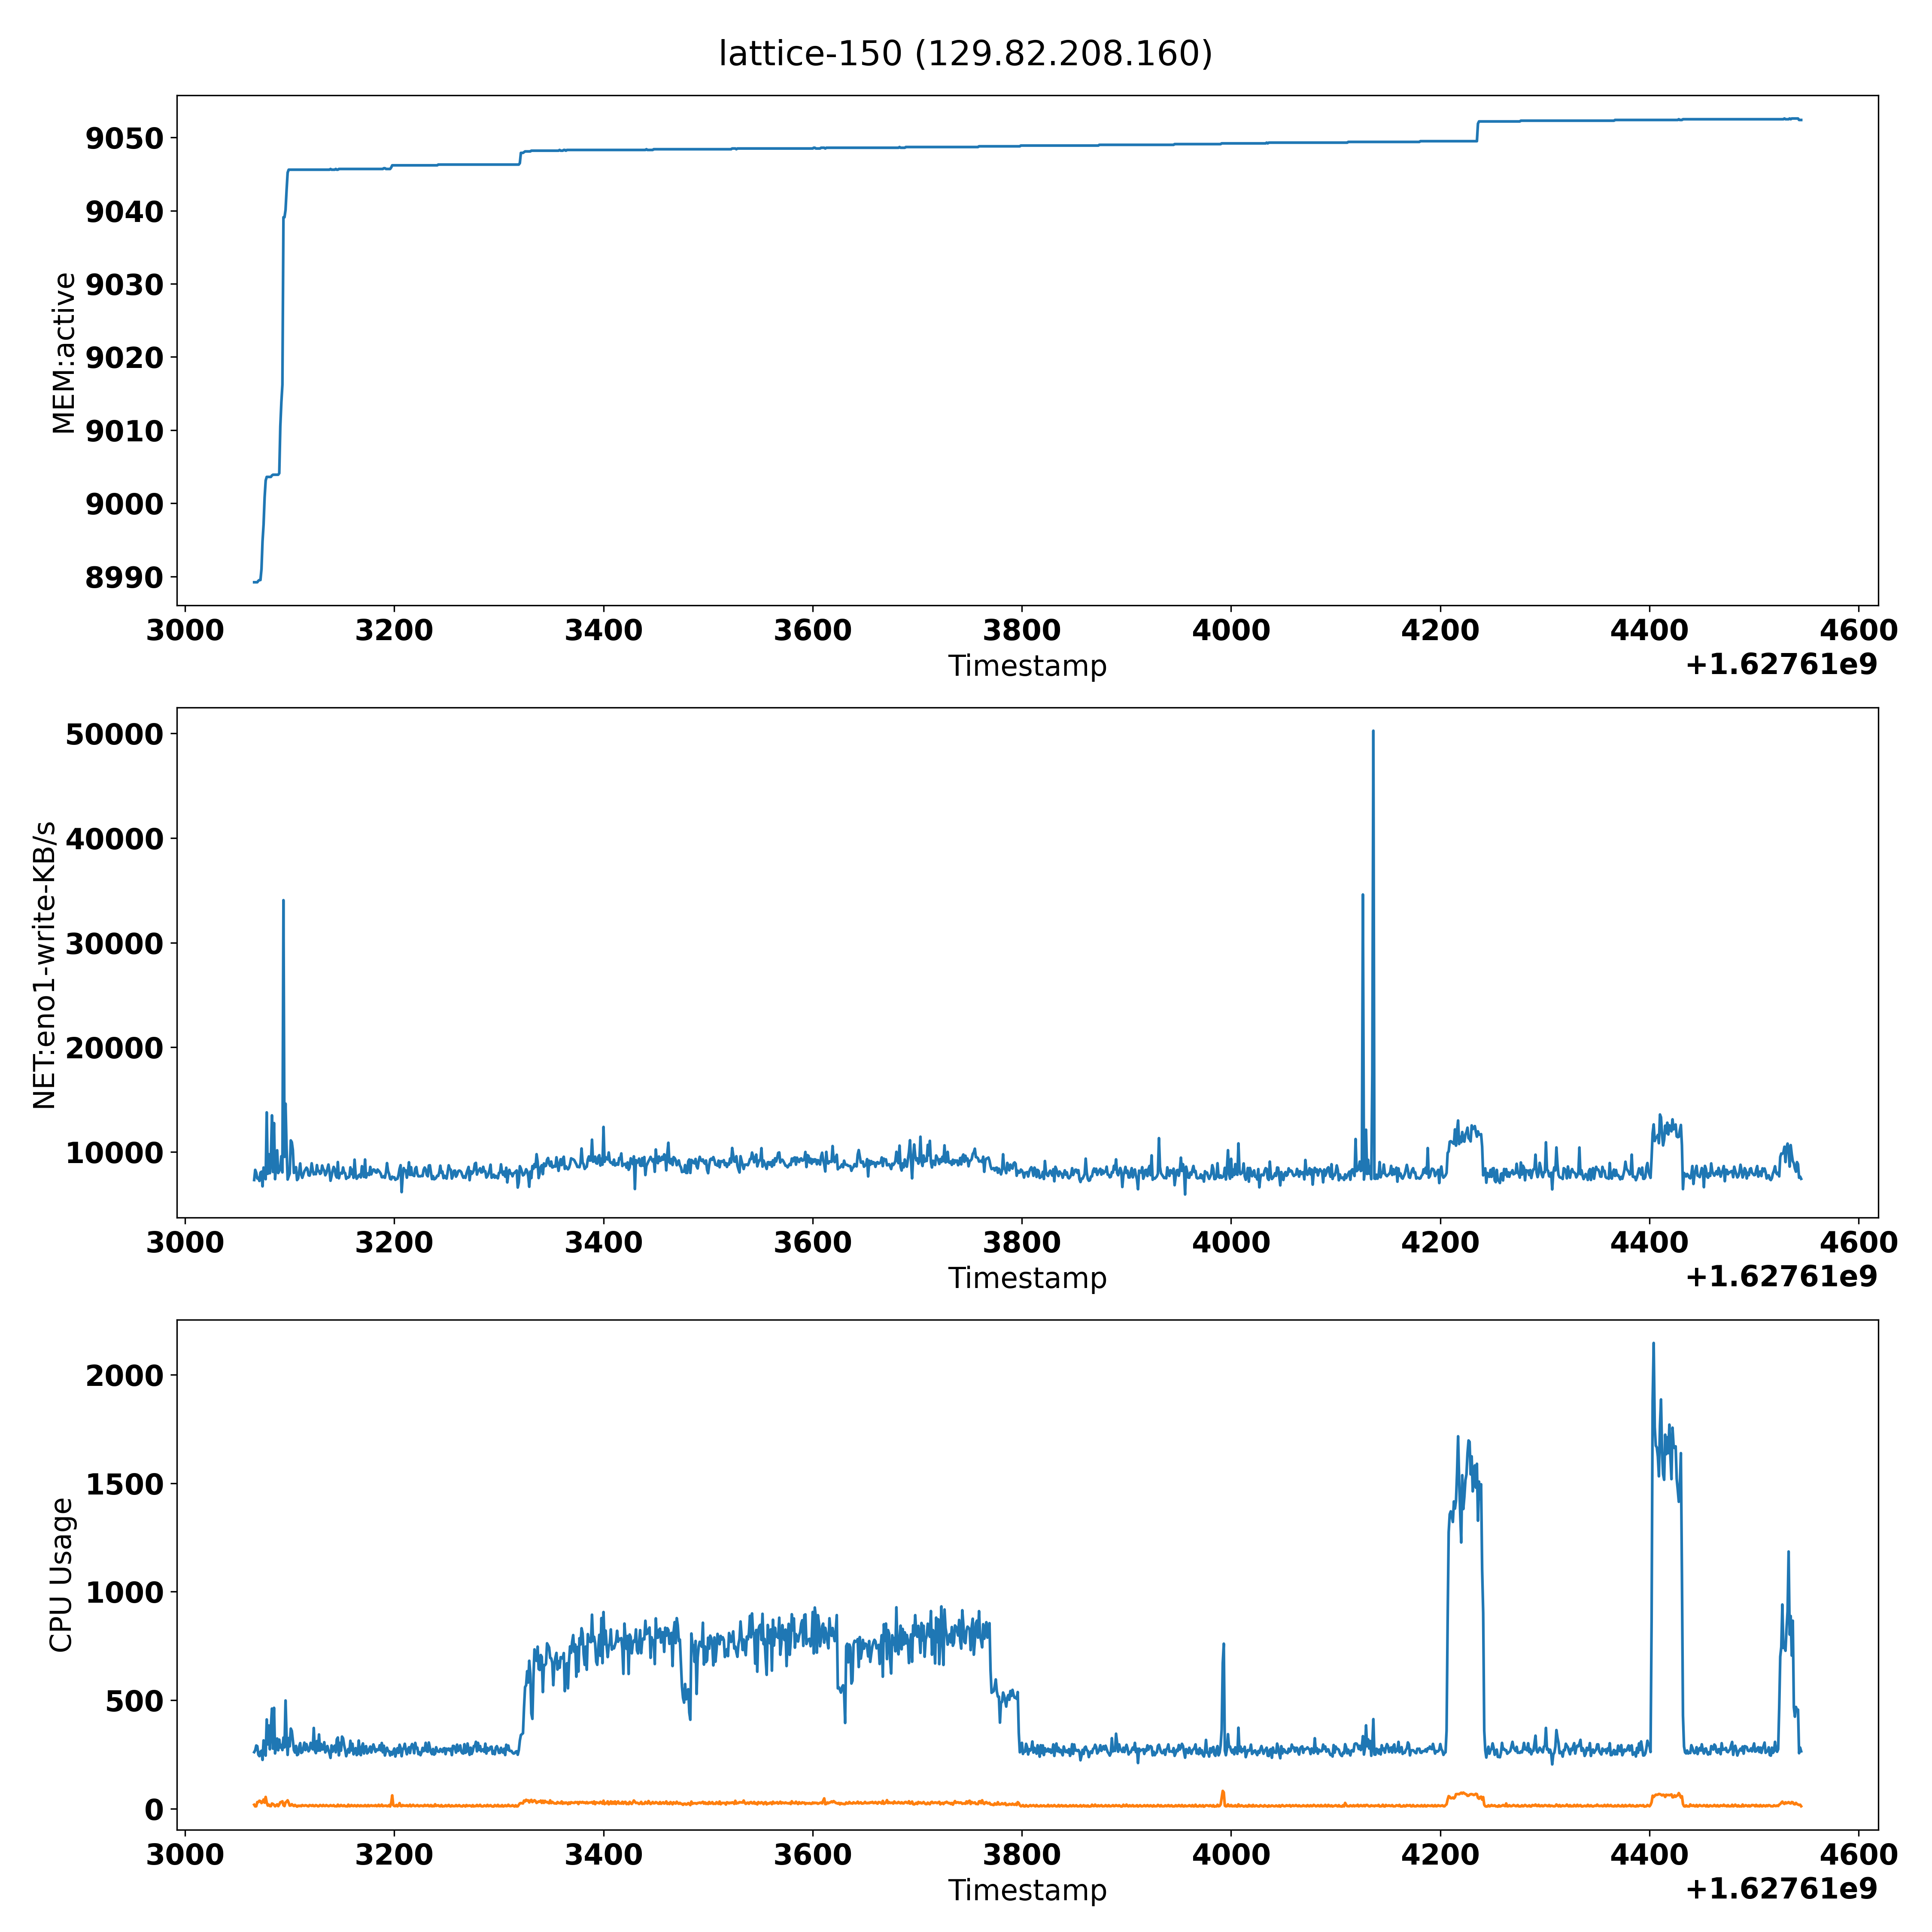 lattice-150 (129.82.208.160)
MEM:active
9050
9040
9030
9020
9010
9000
8990
3000 3200 3400 3600 3800 4000 4200 4400 4600
Timestamp
+1.62761e9
NET:eno1-write-KB/s
50000
40000
30000
20000
10000
3000 3200 3400 3600 3800 4000 4200 4400 4600
Timestamp
+1.62761e9
CPU Usage
2000
1500
1000
500
0
3000 3200 3400 3600 3800 4000 4200 4400 4600
Timestamp
+1.62761e9